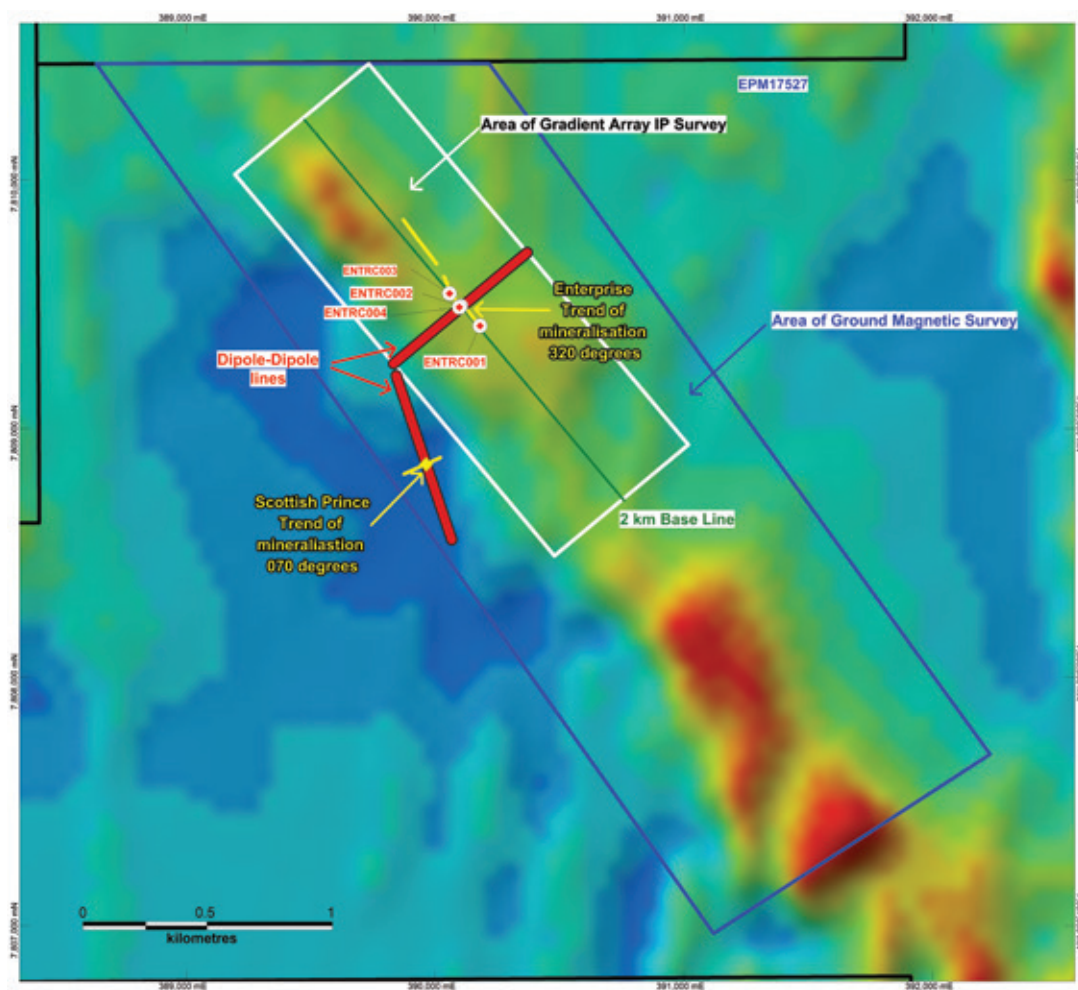 389,000 mE
390,000 mE
391,000 mE
392,000 mE
EPM17527
Area of Gradient Array IP Survey
7,810,000 mN
ENTRC003
ENTRC002
ENTRC004
ENTRC001
Enterprise
Trend of
mineralisation
320 degrees
Area of Ground Magnetic Survey
Dipole-Dipole
lines
7,809,000 mN
Scottish Prince
Trend of
mineraliastion
070 degrees
2 km Base Line
7,808,000 mN
7,807,000 mN
0 0.5 1
kilometres
389,000 mE
390,000 mE
391,000 mE
392,000 mE